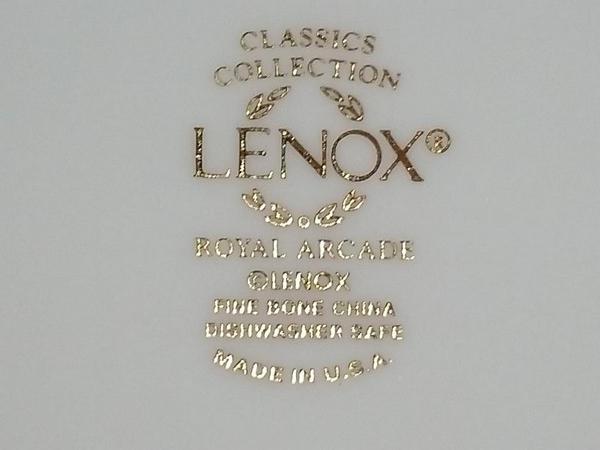 CLASSICS
COLLECTION
LENOX®
ROYAL ARCADE
©LENOX
FINE BONE CHINA
DISHWASHER SAFE
MADE IN U.S.A.